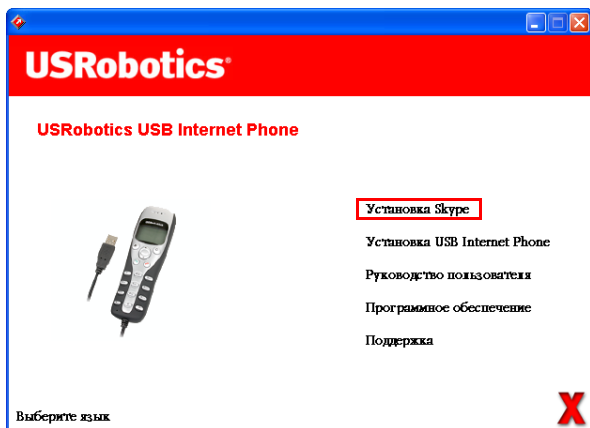 USRobotics®
USRobotics USB Internet Phone
Установка Skype
Установка USB Internet Phone
Руководство пользователя
Программное обеспечение
Поддержка
Выберите язык
X